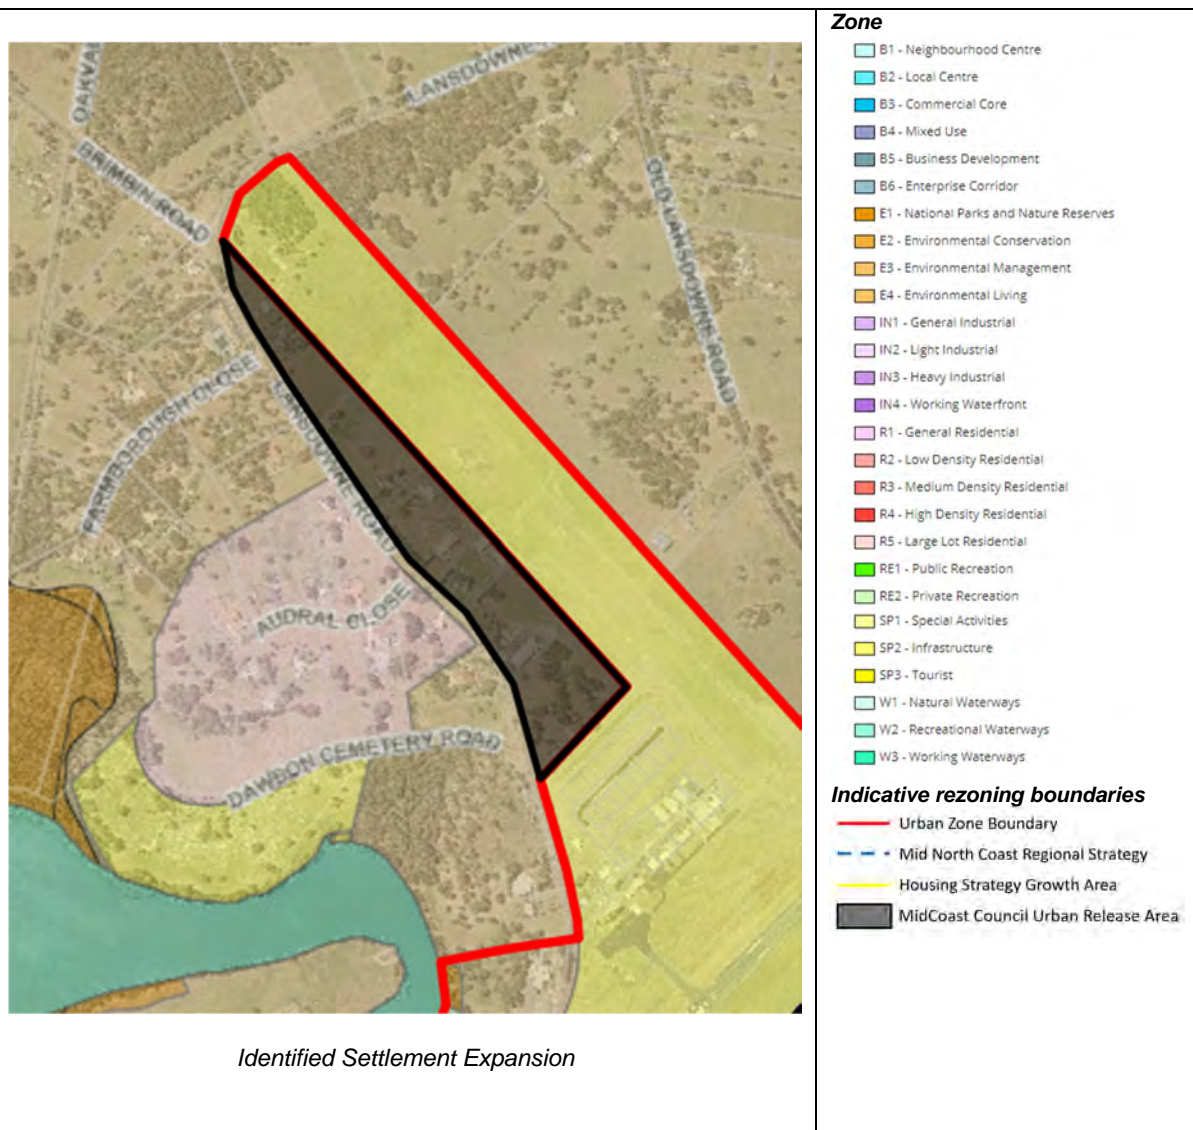 OAKVA
LANSDOWNE
BRIMBIN ROAD
OLD LANSDOWNE ROAD
FARMBOROUGH CLOSE
LANSDOWNE ROAD
AUDRAL CLOSE
DAWSON CEMETERY ROAD
Identified Settlement Expansion
Zone
B1 - Neighbourhood Centre
B2 - Local Centre
B3 - Commercial Core
B4 - Mixed Use
B5 - Business Development
B6 - Enterprise Corridor
E1 - National Parks and Nature Reserves
E2 - Environmental Conservation
E3 - Environmental Management
E4 - Environmental Living
IN1 - General Industrial
IN2 - Light Industrial
IN3 - Heavy Industrial
IN4 - Working Waterfront
R1 - General Residential
R2 - Low Density Residential
R3 - Medium Density Residential
R4 - High Density Residential
R5 - Large Lot Residential
RE1 - Public Recreation
RE2 - Private Recreation
SP1 - Special Activities
SP2 - Infrastructure
SP3 - Tourist
W1 - Natural Waterways
W2 - Recreational Waterways
W3 - Working Waterways
Indicative rezoning boundaries
Urban Zone Boundary
Mid North Coast Regional Strategy
Housing Strategy Growth Area
MidCoast Council Urban Release Area